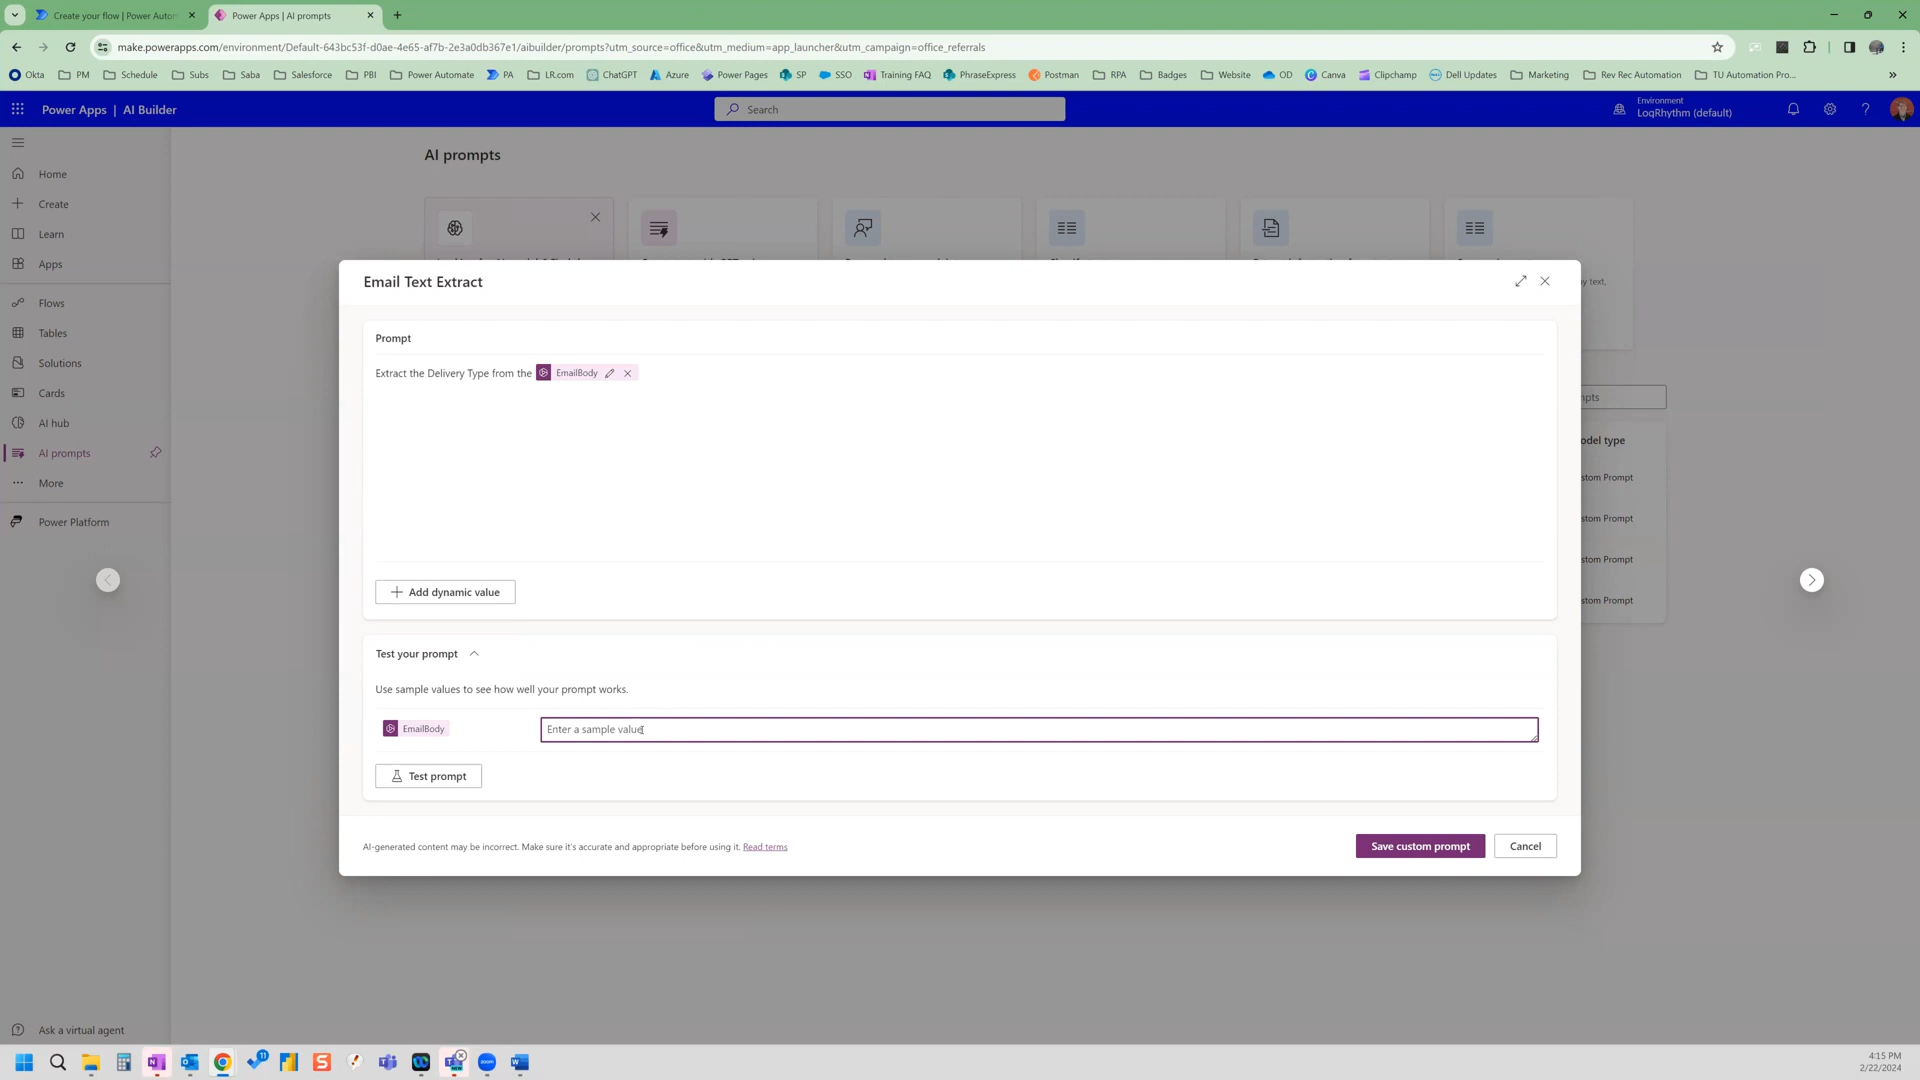 Create your flow | Power Autom
Power Apps | AI prompts
make.powerapps.com/environment/Default-643bc53f-d0ae-4e65-af7b-2e3a0db367e1/aibuilder/prompts?utm_source=office&utm_medium=app_launcher&utm_campaign=office_referrals
Okta PM Schedule Subs Saba Salesforce PBI Power Automate PA LR.com ChatGPT Azure Power Pages SP SSO Training FAQ PhraseExpress Postman RPA Badges Website OD Canva Clipchamp Dell Updates Marketing Rev Rec Automation TU Automation Pro...
Power Apps | AI Builder
Search
Environment
LogRhythm (default)
Home
Create
Learn
Apps
Flows
Tables
Solutions
Cards
AI hub
AI prompts
More
Power Platform
Ask a virtual agent
AI prompts
y text,
mpts
odel type
stom Prompt
stom Prompt
stom Prompt
stom Prompt
Email Text Extract
Prompt
Extract the Delivery Type from the EmailBody
Add dynamic value
Test your prompt
Use sample values to see how well your prompt works.
EmailBody
Enter a sample value
Test prompt
AI-generated content may be incorrect. Make sure it's accurate and appropriate before using it. Read terms
Save custom prompt
Cancel
11
4:15 PM
2/22/2024